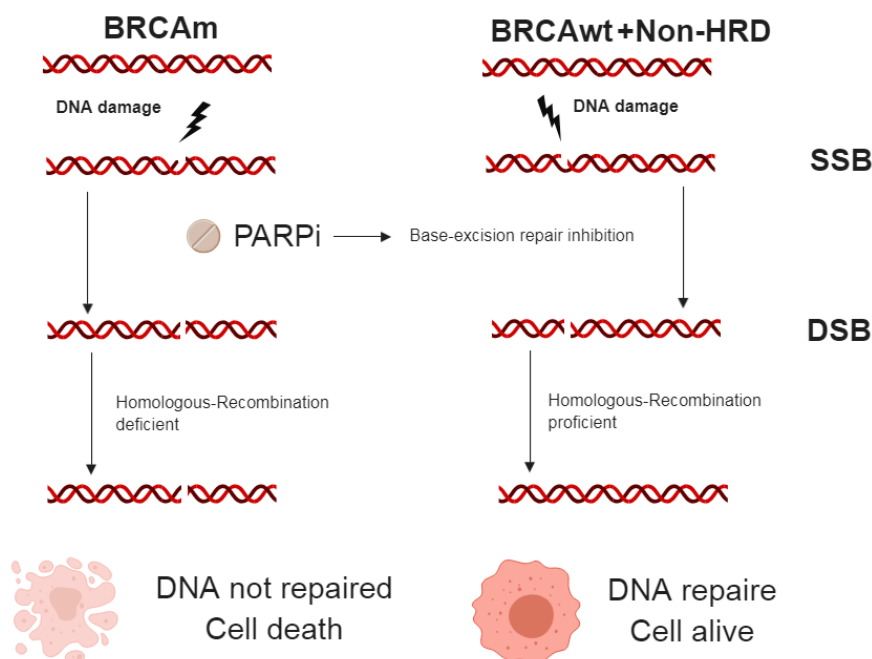 BRCAm
BRCAwt+Non-HRD
DNA damage
DNA damage
SSB
PARPi
Base-excision repair inhibition
DSB
Homologous-Recombination
deficient
Homologous-Recombination
proficient
DNA not repaired
Cell death
DNA repaire
Cell alive